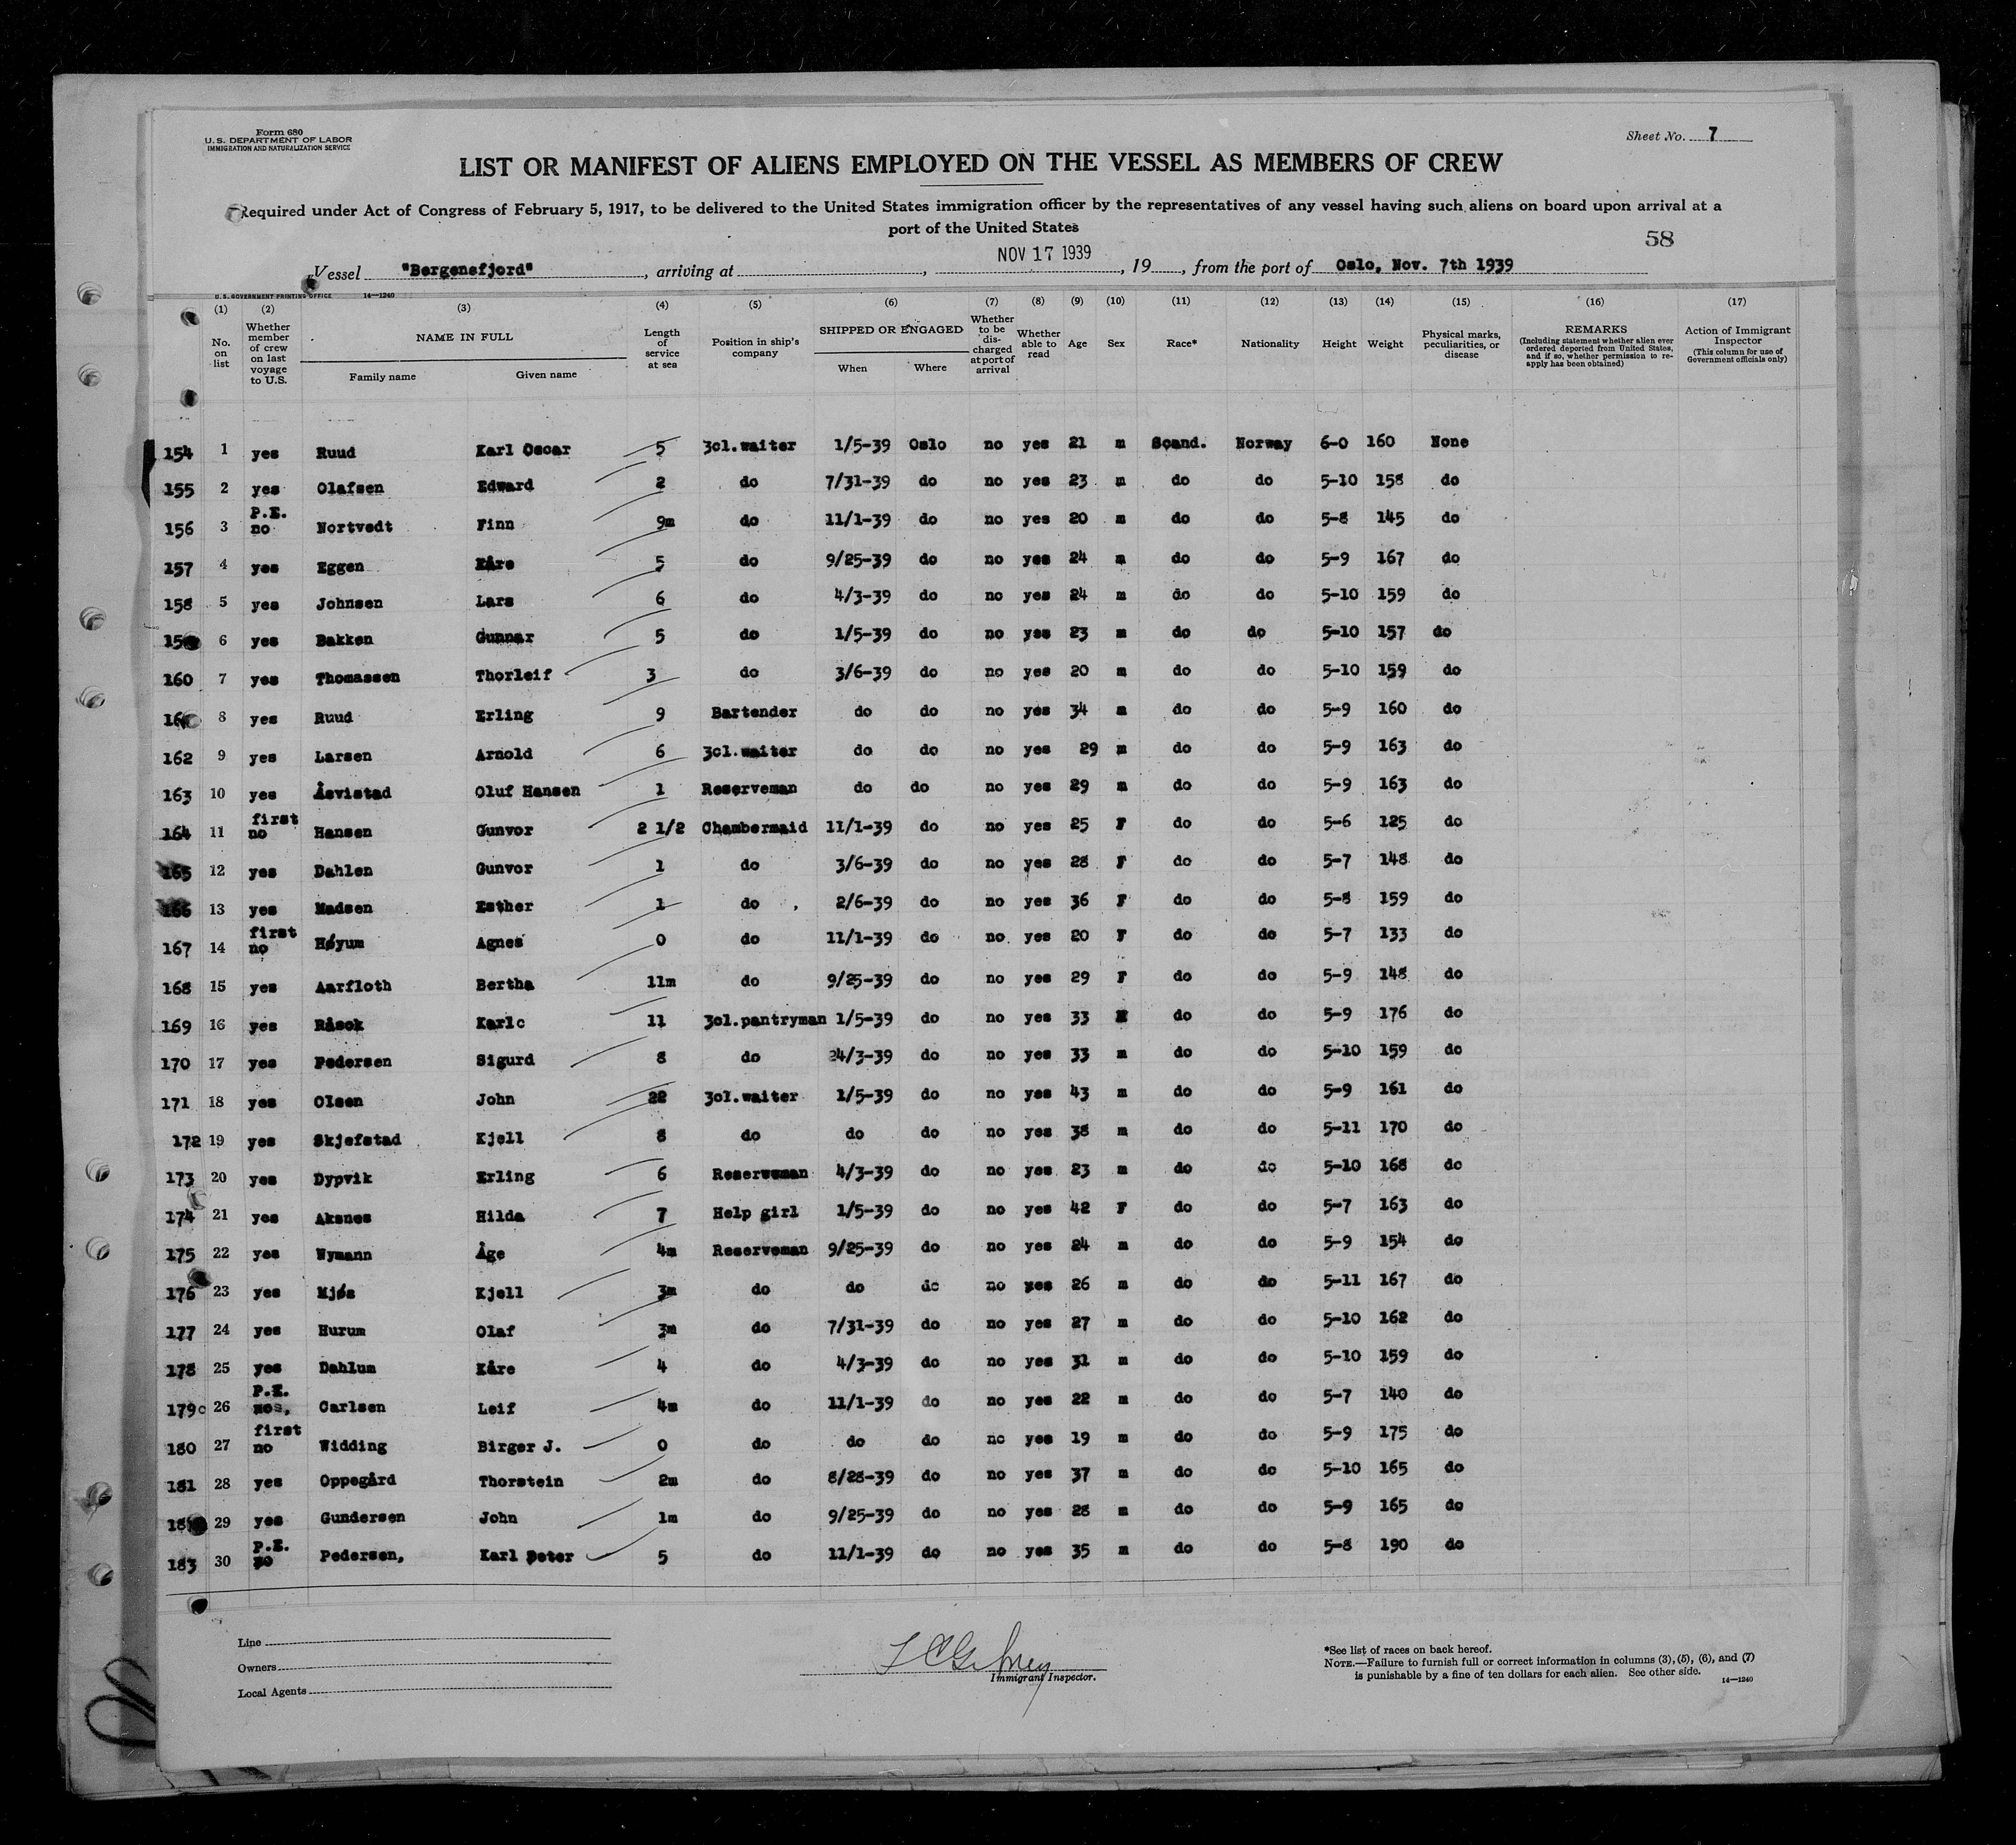 Form 680
U. S. DEPARTMENT OF LABOR
IMMIGRATION AND NATURALIZATION SERVICE
Sheet No. 7
LIST OR MANIFEST OF ALIENS EMPLOYED ON THE VESSEL AS MEMBERS OF CREW
Required under Act of Congress of February 5, 1917, to be delivered to the United States immigration officer by the representatives of any vessel having such aliens on board upon arrival at a
port of the United States
58
Vessel "Bergensfjord", arriving at , NOV 17 1939, 19 , from the port of Oslo, Nov. 7th 1939
U. S. GOVERNMENT PRINTING OFFICE 14—1240
(1) (2) (3) (4) (5) (6) (7) (8) (9) (10) (11) (12) (13) (14) (15) (16) (17)
No. on list
Whether member of crew on last voyage to U.S.
NAME IN FULL
Family name Given name
Length of service at sea
Position in ship's company
SHIPPED OR ENGAGED
When Where
Whether to be discharged at port of arrival
Whether able to read
Age
Sex
Race*
Nationality
Height
Weight
Physical marks, peculiarities, or disease
REMARKS
(Including statement whether alien ever ordered deported from United States, and if so, whether permission to reapply has been obtained)
Action of Immigrant Inspector
(This column for use of Government officials only)
154 1 yes Ruud Karl Oscar 5 3cl.waiter 1/5-39 Oslo no yes 21 m Scand. Norway 6-0 160 None
155 2 yes Olafsen Edward 2 do 7/31-39 do no yes 23 m do do 5-10 158 do
156 3 P.E. no Nortvedt Finn 9m do 11/1-39 do no yes 20 m do do 5-8 145 do
157 4 yes Eggen Kåre 5 do 9/25-39 do no yes 24 m do do 5-9 167 do
158 5 yes Johnsen Lars 6 do 4/3-39 do no yes 24 m do do 5-10 159 do
6 yes Bakken Gunnar 5 do 1/5-39 do no yes 23 m do do 5-10 157 do
160 7 yes Thomassen Thorleif 3 do 3/6-39 do no yes 20 m do do 5-10 159 do
8 yes Ruud Erling 9 Bartender do do no yes 34 m do do 5-9 160 do
162 9 yes Larsen Arnold 6 3cl.waiter do do no yes 29 m do do 5-9 163 do
163 10 yes Åsvistad Oluf Hansen 1 Reserveman do do no yes 29 m do do 5-9 163 do
164 11 first no Hansen Gunvor 2 1/2 Chambermaid 11/1-39 do no yes 25 F do do 5-6 125 do
165 12 yes Dahlen Gunvor 1 do 3/6-39 do no yes 28 F do do 5-7 148 do
166 13 yes Madsen Esther 1 do 2/6-39 do no yes 36 F do do 5-8 159 do
167 14 first no Høyum Agnes 0 do 11/1-39 do no yes 20 F do do 5-7 133 do
168 15 yes Aarfloth Bertha 11m do 9/25-39 do no yes 29 F do do 5-9 148 do
169 16 yes Råsok Karlo 11 3cl.pantryman 1/5-39 do no yes 33 do do 5-9 176 do
170 17 yes Pedersen Sigurd 8 do 4/3-39 do no yes 33 m do do 5-10 159 do
171 18 yes Olsen John 22 3cl.waiter 1/5-39 do no yes 43 m do do 5-9 161 do
172 19 yes Skjefstad Kjell 8 do do do no yes 38 m do do 5-11 170 do
173 20 yes Dypvik Erling 6 Reserveman 4/3-39 do no yes 23 m do do 5-10 168 do
174 21 yes Aksnes Hilda 7 Help girl 1/5-39 do no yes 42 F do do 5-7 163 do
175 22 yes Wymann Åge 4m Reserveman 9/25-39 do no yes 24 m do do 5-9 154 do
176 23 yes Mjøs Kjell 3m do do do no yes 26 m do do 5-11 167 do
177 24 yes Hurum Olaf 3m do 7/31-39 do no yes 27 m do do 5-10 162 do
178 25 yes Dahlum Kåre 4 do 4/3-39 do no yes 31 m do do 5-10 159 do
179 26 P.E. Carlsen Leif 4m do 11/1-39 do no yes 22 m do do 5-7 140 do
180 27 first no Widding Birger J. 0 do do do no yes 19 m do do 5-9 175 do
181 28 yes Oppegård Thorstein 2m do 8/28-39 do no yes 37 m do do 5-10 165 do
29 yes Gundersen John 1m do 9/25-39 do no yes 28 m do do 5-9 165 do
183 30 P.E. no Pedersen, Karl Peter 5 do 11/1-39 do no yes 35 m do do 5-8 190 do
Line
Owners
Local Agents
Immigrant Inspector.
*See list of races on back hereof.
NOTE.—Failure to furnish full or correct information in columns (3), (5), (6), and (7)
is punishable by a fine of ten dollars for each alien. See other side.
14—1240